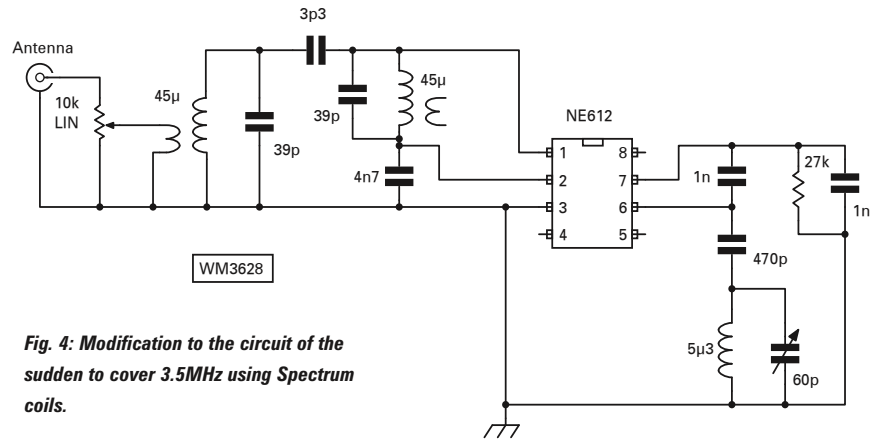 3p3
Antenna
10k
LIN
45µ
39p
39p
45µ
4n7
NE612
1
2
3
4
8
7
6
5
1n
27k
1n
470p
5µ3
60p
WM3628
Fig. 4: Modification to the circuit of the
sudden to cover 3.5MHz using Spectrum
coils.